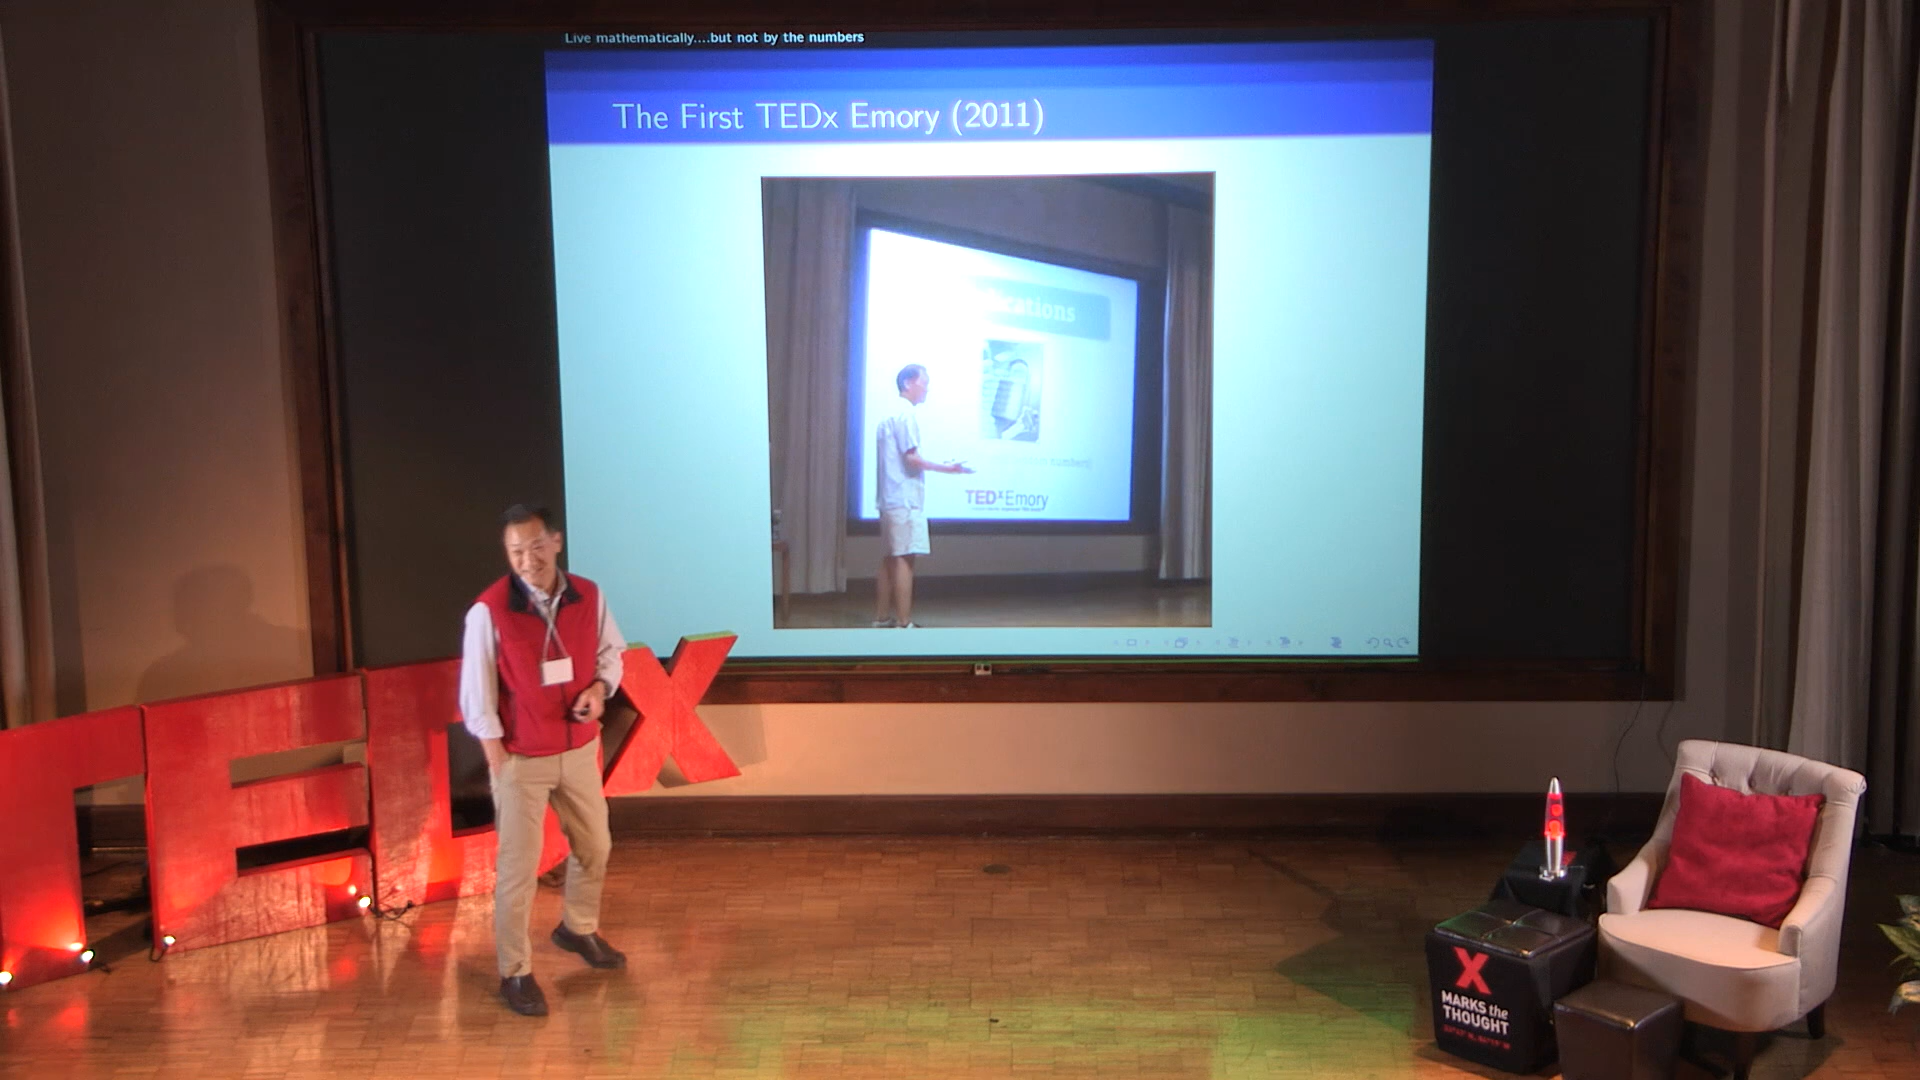 Live mathematically....but not by the numbers
The First TEDx Emory (2011)
TEDxEmory
TEDx
X
MARKS the
THOUGHT